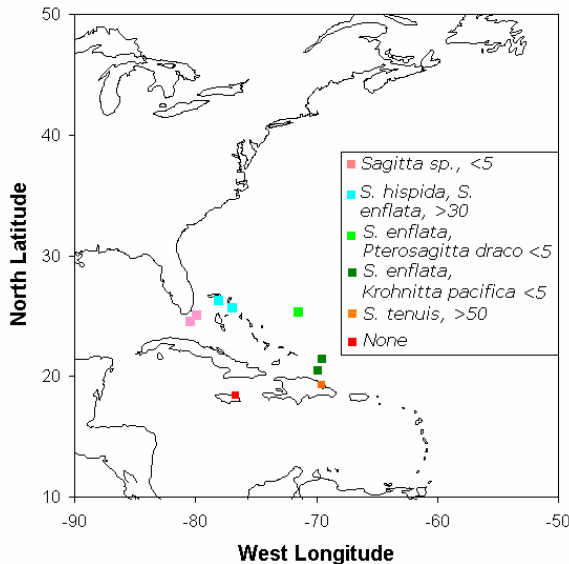 50
40
30
20
10
North Latitude
Sagitta sp., <5
S. hispida, S.
enflata, >30
S. enflata,
Pterosagitta draco <5
S. enflata,
Krohnitta pacifica <5
S. tenuis, >50
None
-90 -80 -70 -60 -50
West Longitude